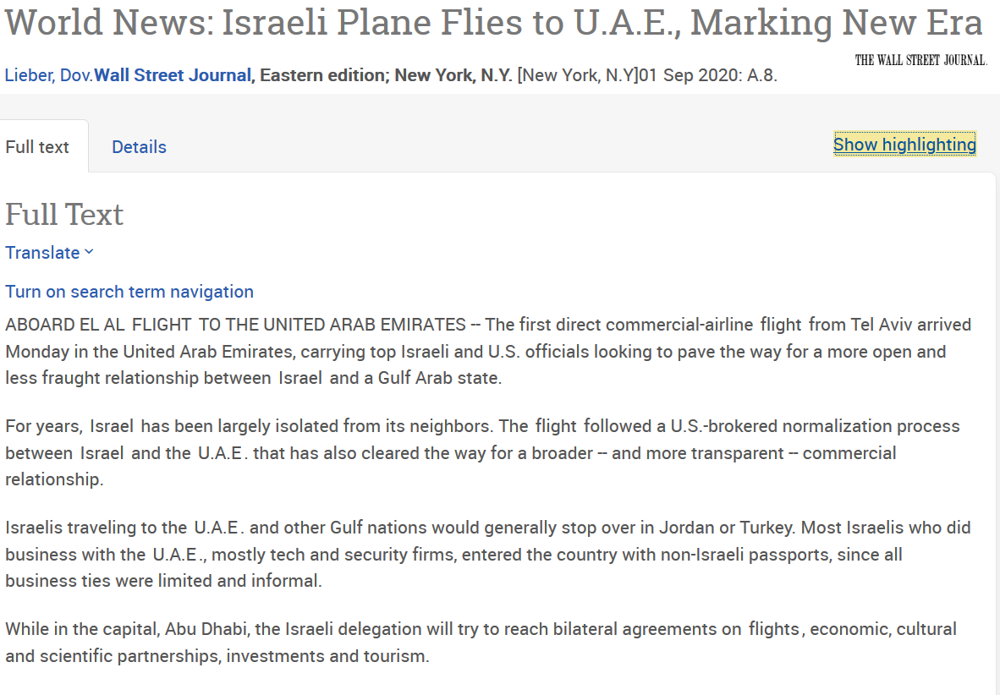 World News: Israeli Plane Flies to U.A.E., Marking New Era
THE WALL STREET JOURNAL.
Lieber, Dov.Wall Street Journal, Eastern edition; New York, N.Y. [New York, N.Y]01 Sep 2020: A.8.
Full text
Details
Show highlighting
Full Text
Translate
Turn on search term navigation
ABOARD EL AL FLIGHT TO THE UNITED ARAB EMIRATES -- The first direct commercial-airline flight from Tel Aviv arrived
Monday in the United Arab Emirates, carrying top Israeli and U.S. officials looking to pave the way for a more open and
less fraught relationship between Israel and a Gulf Arab state.
For years, Israel has been largely isolated from its neighbors. The flight followed a U.S.-brokered normalization process
between Israel and the U.A.E. that has also cleared the way for a broader -- and more transparent -- commercial
relationship.
Israelis traveling to the U.A.E. and other Gulf nations would generally stop over in Jordan or Turkey. Most Israelis who did
business with the U.A.E., mostly tech and security firms, entered the country with non-Israeli passports, since all
business ties were limited and informal.
While in the capital, Abu Dhabi, the Israeli delegation will try to reach bilateral agreements on flights, economic, cultural
and scientific partnerships, investments and tourism.